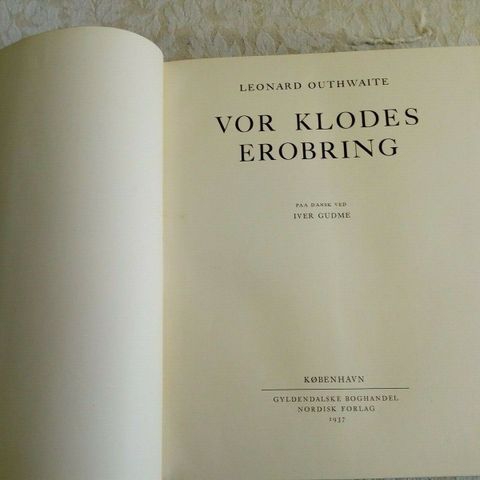 LEONARD OUTHWAITE
VOR KLODES
EROBRING
PAA DANSK VED
IVER GUDME
KØBENHAVN
GYLDENDALSKE BOGHANDEL
NORDISK FORLAG
1937